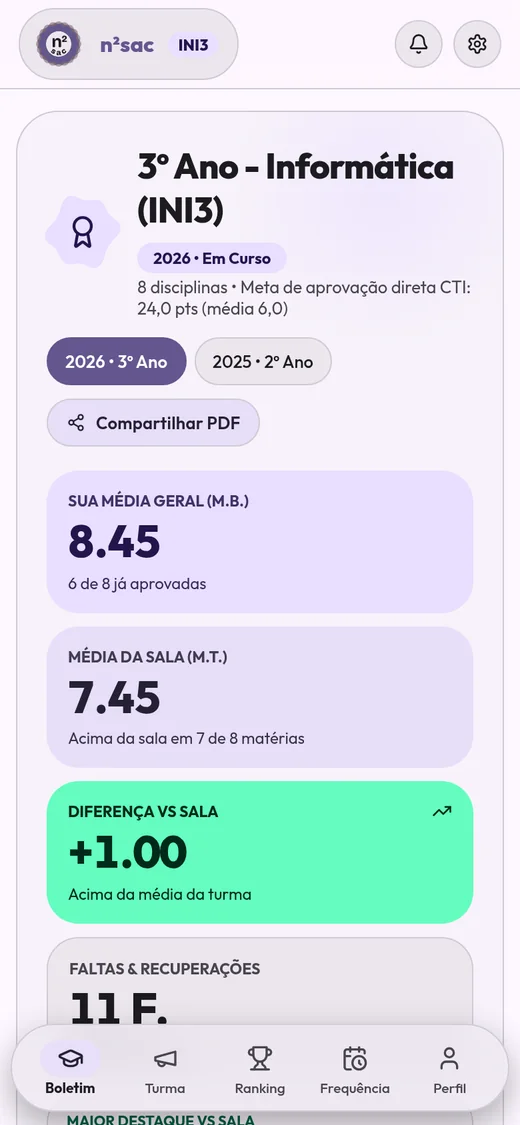 n²
sac
n²sac
INI3
3º Ano - Informática
(INI3)
2026 • Em Curso
8 disciplinas • Meta de aprovação direta CTI:
24,0 pts (média 6,0)
2026 • 3º Ano
2025 • 2º Ano
Compartilhar PDF
SUA MÉDIA GERAL (M.B.)
8.45
6 de 8 já aprovadas
MÉDIA DA SALA (M.T.)
7.45
Acima da sala em 7 de 8 matérias
DIFERENÇA VS SALA
+1.00
Acima da média da turma
FALTAS & RECUPERAÇÕES
11 F.
Boletim
Turma
Ranking
Frequência
Perfil
MAIOR DESTAQUE VS SALA